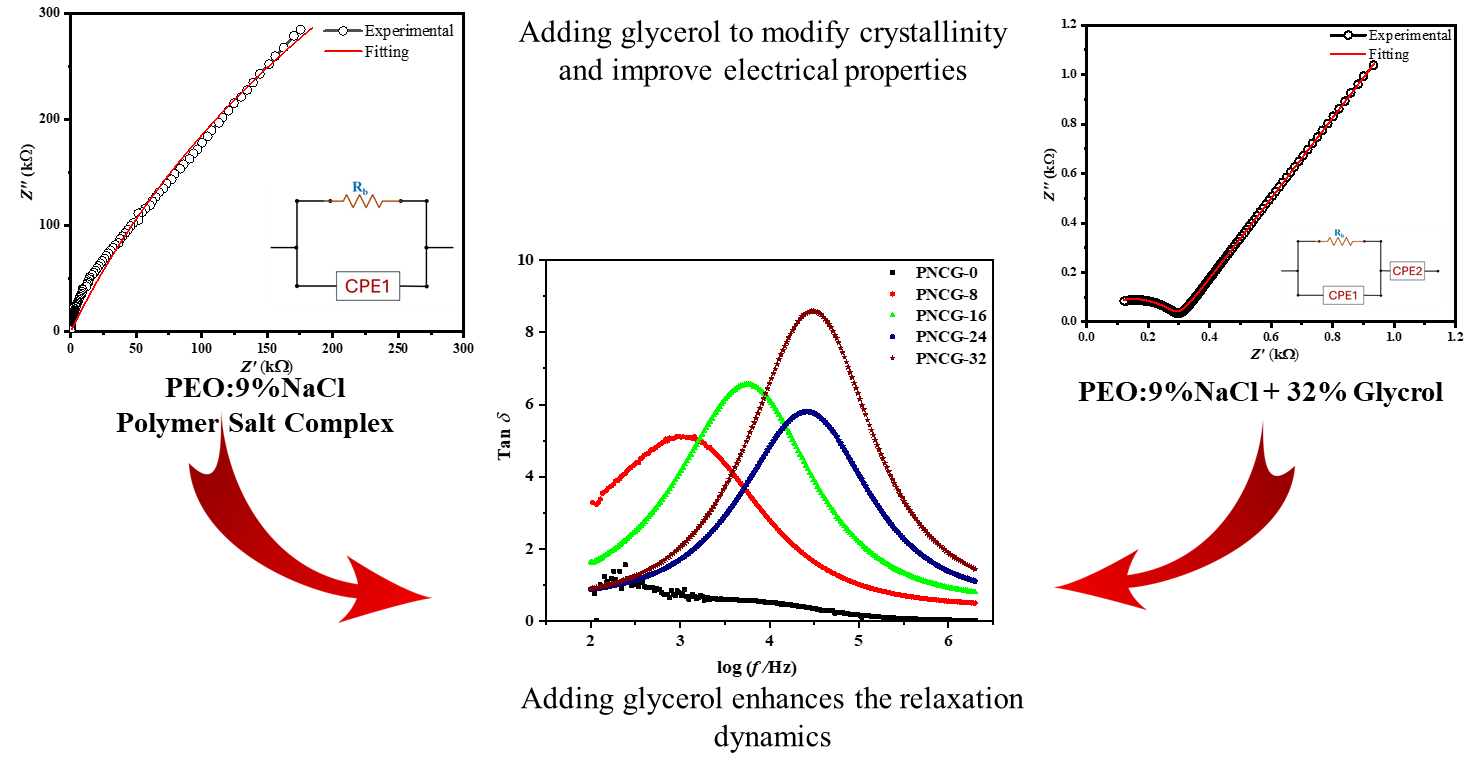 Adding glycerol to modify crystallinity
and improve electrical properties
300
200
100
0
Z″ (kΩ)
Experimental
Fitting
R_b
CPE1
0 50 100 150 200 250 300
Z′ (kΩ)
PEO:9%NaCl
Polymer Salt Complex
1.2
1.0
0.8
0.6
0.4
0.2
0.0
Z″ (kΩ)
Experimental
Fitting
R_b
CPE1
CPE2
0.0 0.2 0.4 0.6 0.8 1.0 1.2
Z′ (kΩ)
PEO:9%NaCl + 32% Glycrol
10
8
6
4
2
0
Tan δ
PNCG-0
PNCG-8
PNCG-16
PNCG-24
PNCG-32
2 3 4 5 6
log (f /Hz)
Adding glycerol enhances the relaxation
dynamics